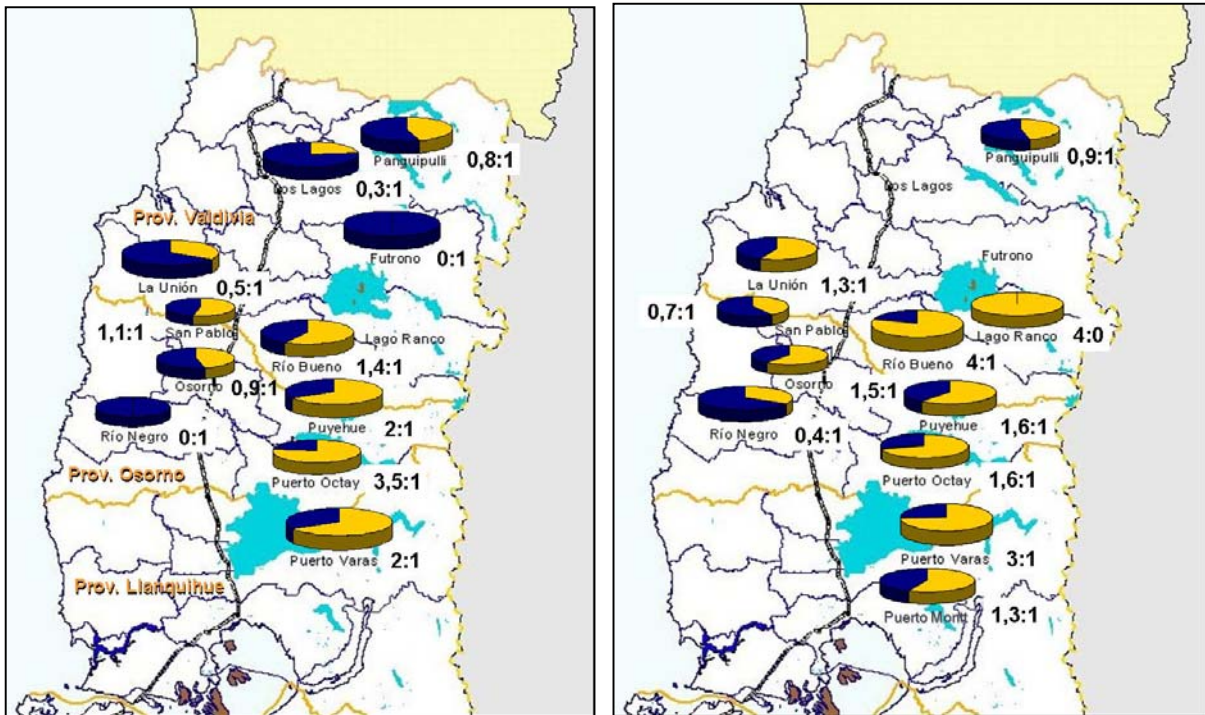 Panguipulli
0,8:1
Los Lagos
0,3:1
Prov. Valdivia
Futrono
0:1
La Unión
0,5:1
San Pablo
1,1:1
Lago Ranco
Río Bueno
1,4:1
Osorno
0,9:1
Puyehue
2:1
Río Negro
0:1
Prov. Osorno
Puerto Octay
3,5:1
Puerto Varas
2:1
Prov. Llanquihue
Panguipulli
0,9:1
Los Lagos
Futrono
La Unión
1,3:1
0,7:1
San Pablo
Lago Ranco
4:0
Río Bueno
4:1
Osorno
1,5:1
Puyehue
1,6:1
Río Negro
0,4:1
Puerto Octay
1,6:1
Puerto Varas
3:1
Puerto Montt
1,3:1